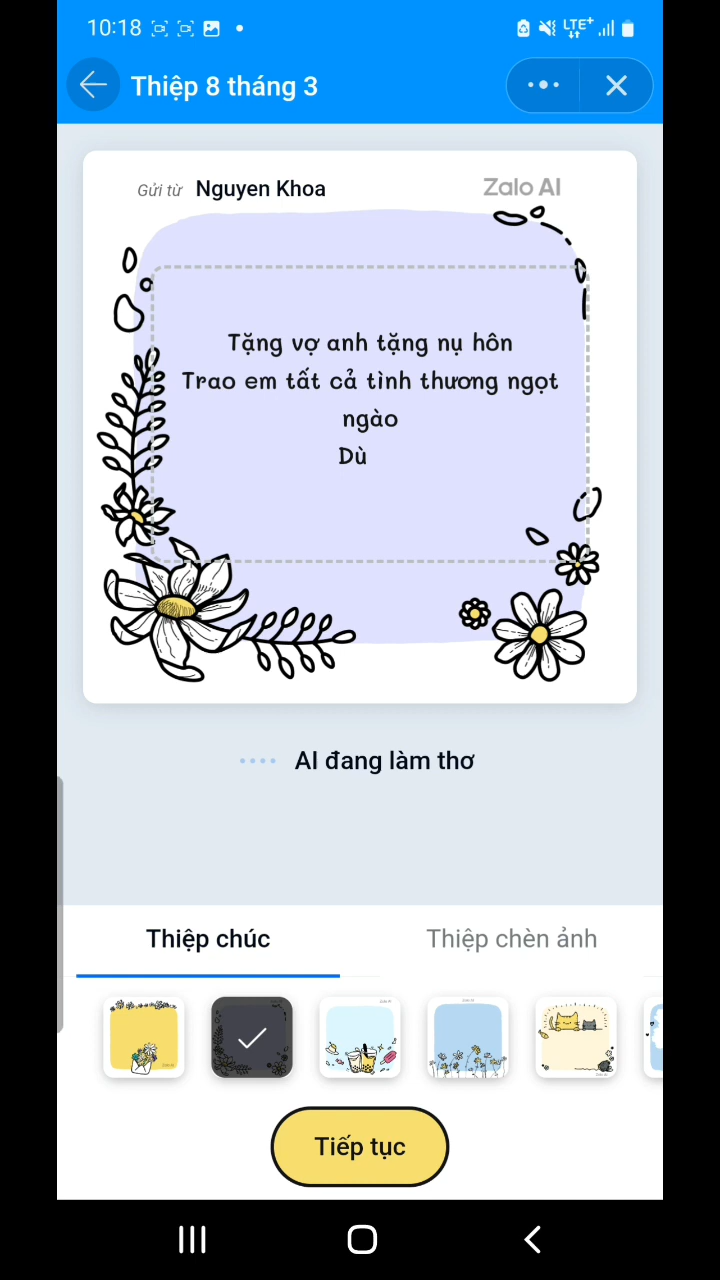 10:18 LTE+
Thiệp 8 tháng 3
Gửi từ Nguyen Khoa Zalo AI
Tặng vợ anh tặng nụ hôn
Trao em tất cả tình thương ngọt
ngào
Dù
AI đang làm thơ
Thiệp chúc Thiệp chèn ảnh
Tiếp tục